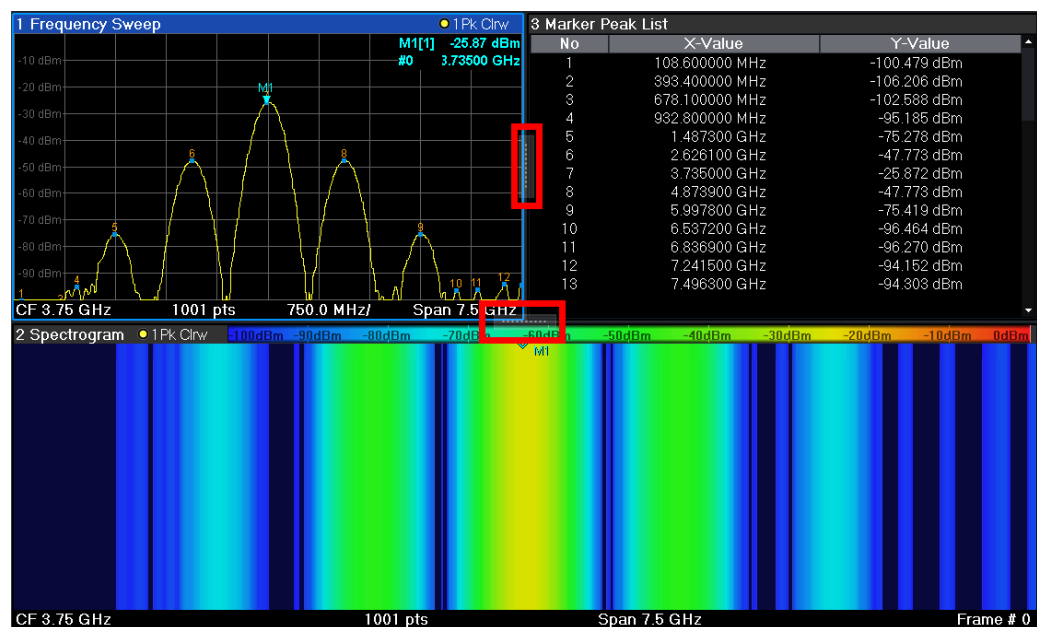 1 Frequency Sweep 1Pk Clrw
M1[1] -25.87 dBm
#0 3.73500 GHz
-10 dBm
-20 dBm
M1
-30 dBm
-40 dBm
6 8
-50 dBm
-60 dBm
-70 dBm
5 9
-80 dBm
-90 dBm
1 4 10 11 12
CF 3.75 GHz 1001 pts 750.0 MHz/ Span 7.5 GHz
3 Marker Peak List
No X-Value Y-Value
1 108.600000 MHz -100.479 dBm
2 393.400000 MHz -106.206 dBm
3 678.100000 MHz -102.588 dBm
4 932.800000 MHz -95.185 dBm
5 1.487300 GHz -75.278 dBm
6 2.626100 GHz -47.773 dBm
7 3.735000 GHz -25.872 dBm
8 4.873900 GHz -47.773 dBm
9 5.997800 GHz -75.419 dBm
10 6.537200 GHz -96.464 dBm
11 6.836900 GHz -96.270 dBm
12 7.241500 GHz -94.152 dBm
13 7.496300 GHz -94.303 dBm
2 Spectrogram 1Pk Clrw -100dBm -90dBm -80dBm -70dBm -60dBm -50dBm -40dBm -30dBm -20dBm -10dBm 0dBm
M1
CF 3.75 GHz 1001 pts Span 7.5 GHz Frame # 0